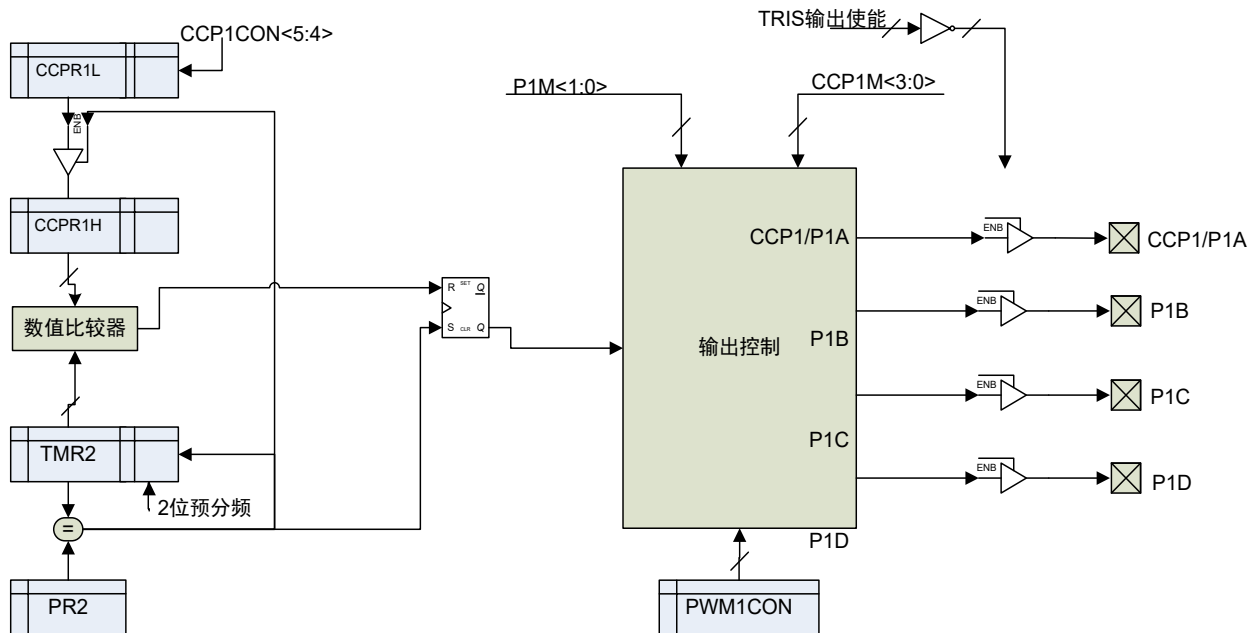 TRIS输出使能
CCP1CON<5:4>
CCPR1L
P1M<1:0>
CCP1M<3:0>
ENB
CCPR1H
CCP1/P1A
ENB
CCP1/P1A
R SET Q
S CLR Q
数值比较器
输出控制
P1B
ENB
P1B
ENB
P1C
P1C
TMR2
ENB
P1D
2位预分频
=
P1D
PR2
PWM1CON